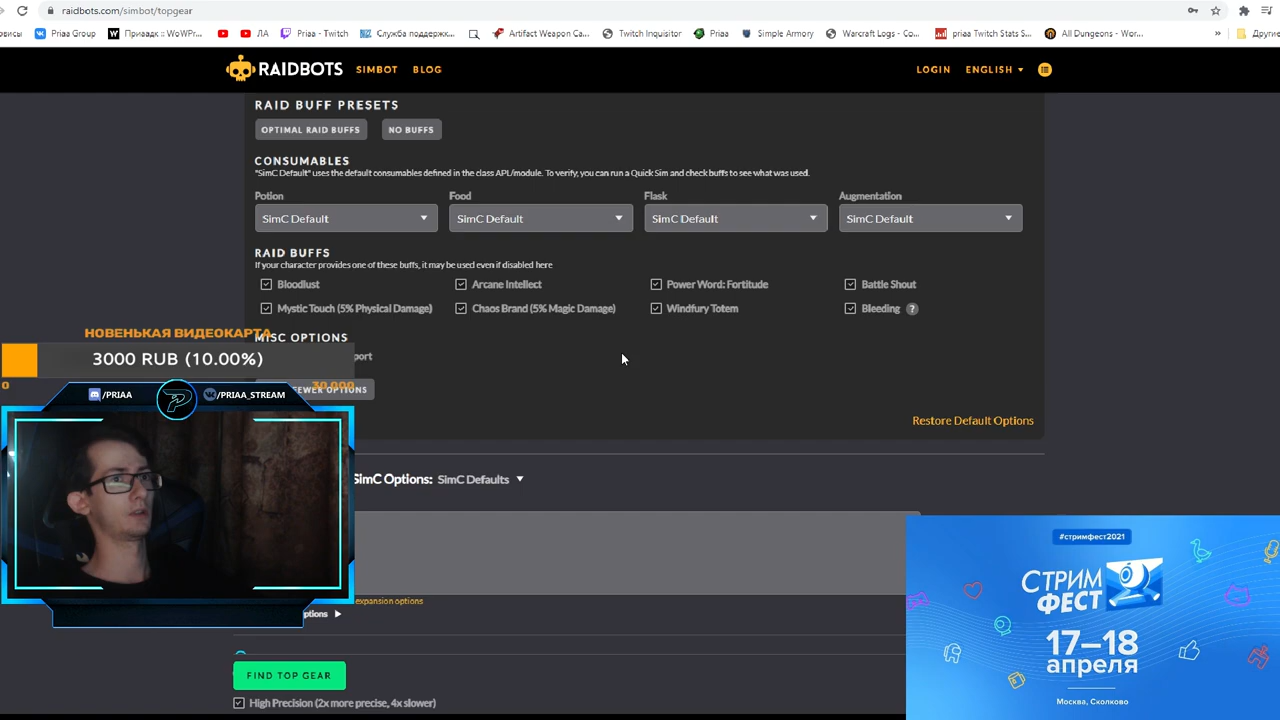 raidbots.com/simbot/topgear
Priaa Group
Приаадх ::WoWPr...
ЛА
Priaa - Twitch
Служба поддержк...
Artifact Weapon Ca...
Twitch Inquisitor
Priaa
Simple Armory
Warcraft Logs - Co...
priaa Twitch Stats S...
All Dungeons - Wor...
»
Другие
RAIDBOTS
SIMBOT
BLOG
LOGIN
ENGLISH
RAID BUFF PRESETS
OPTIMAL RAID BUFFS
NO BUFFS
CONSUMABLES
"SimC Default" uses the default consumables defined in the class APL/module. To verify, you can run a Quick Sim and check buffs to see what was used.
Potion
Food
Flask
Augmentation
SimC Default
SimC Default
SimC Default
SimC Default
RAID BUFFS
If your character provides one of these buffs, it may be used even if disabled here
Bloodlust
Arcane Intellect
Power Word: Fortitude
Battle Shout
Mystic Touch (5% Physical Damage)
Chaos Brand (5% Magic Damage)
Windfury Totem
Bleeding ?
НОВЕНЬКАЯ ВИДЕОКАРТА
MISC OPTIONS
3000 RUB (10.00%)
port
0
30 000
FEWER OPTIONS
/PRIAA
/PRIAA_STREAM
Restore Default Options
SimC Options: SimC Defaults
expansion options
ptions
FIND TOP GEAR
High Precision (2x more precise, 4x slower)
#стримфест2021
СТРИМ
ФЕСТ
17–18
апреля
Москва, Сколково